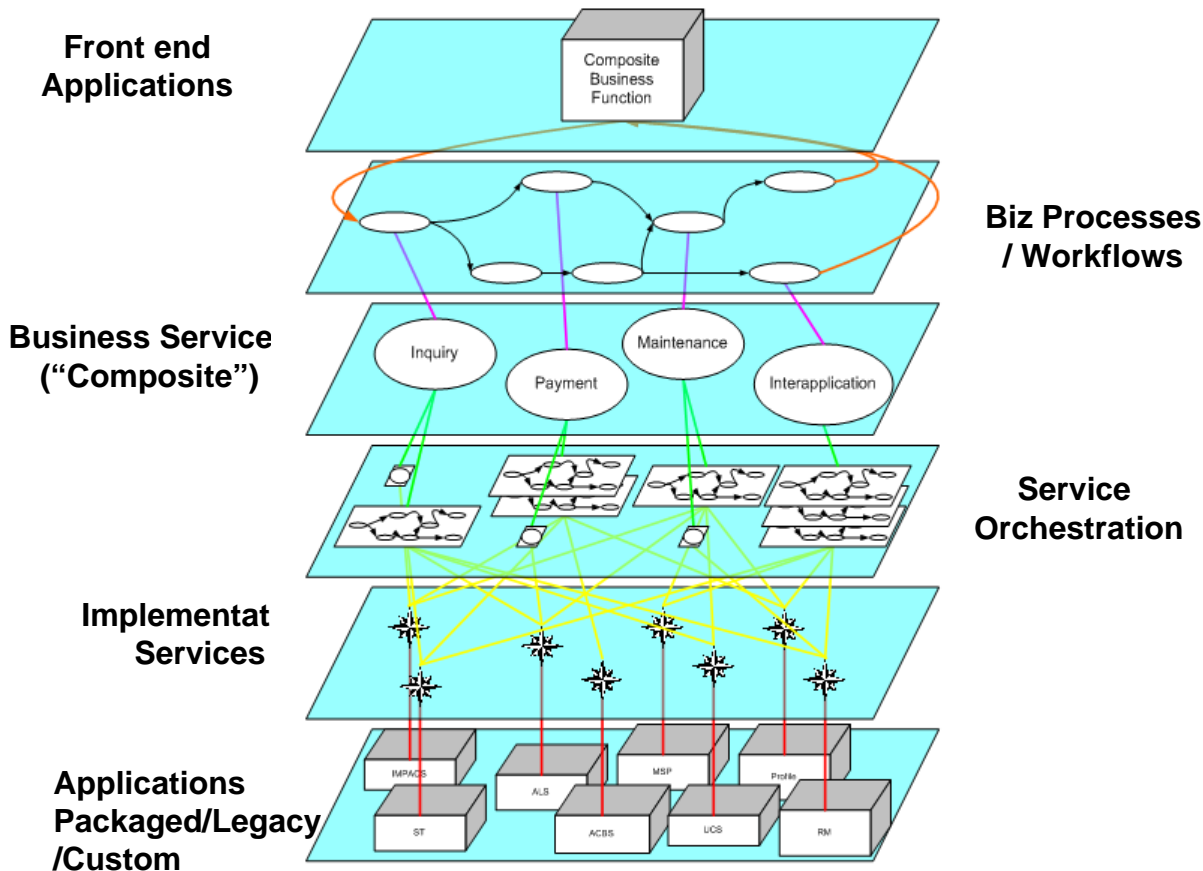 Front end
Applications
Composite
Business
Function
Biz Processes
/ Workflows
Business Service
(“Composite”)
Inquiry
Payment
Maintenance
Interapplication
Service
Orchestration
Implementat
Services
Applications
Packaged/Legacy
/Custom
IMPACS
ST
ALS
ACBS
MSP
UCS
Profile
RM